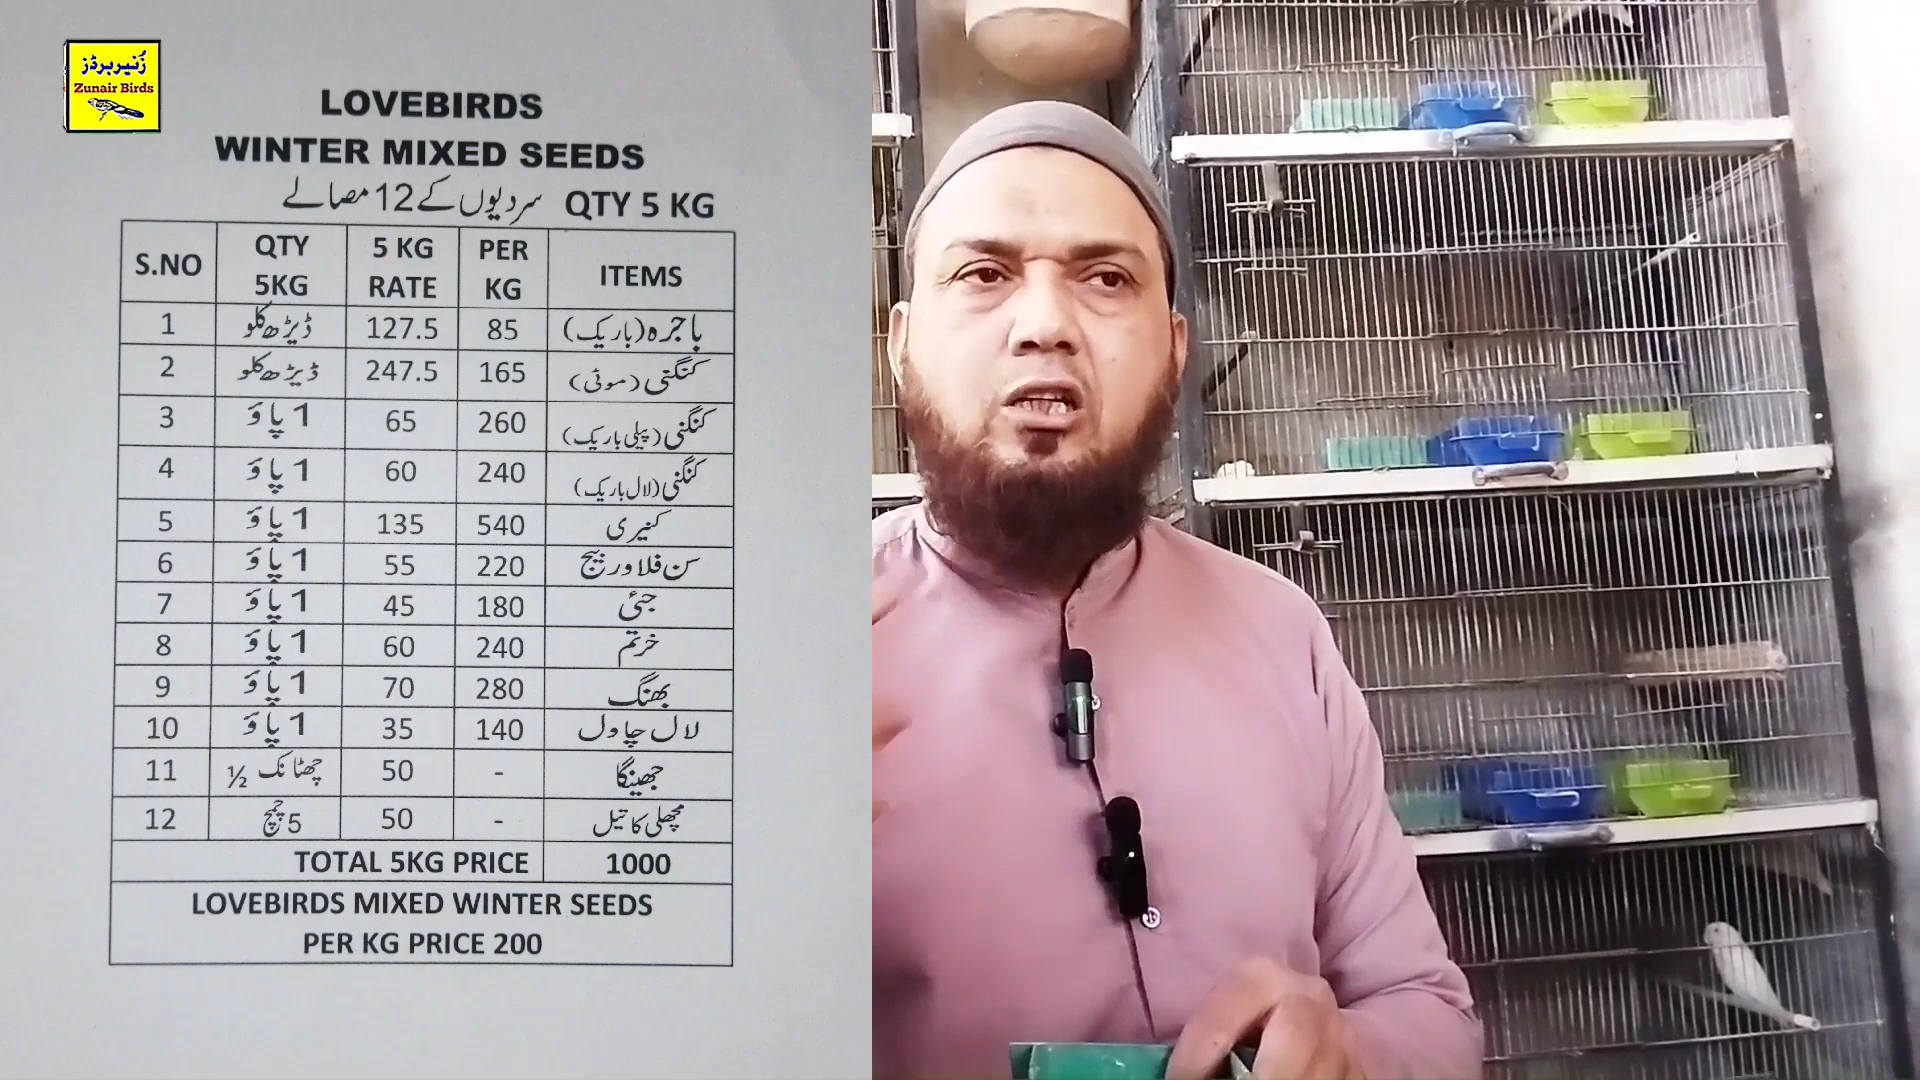 زُنیر برڈز
Zunair Birds
LOVEBIRDS
WINTER MIXED SEEDS
سردیوں کے 12 مصالے QTY 5 KG
S.NO QTY 5KG 5 KG RATE PER KG ITEMS
1 ڈیڑھ کلو 127.5 85 باجرہ (باریک)
2 ڈیڑھ کلو 247.5 165 کنگنی (موٹی)
3 1 پاؤ 65 260 کنگنی (پیلی باریک)
4 1 پاؤ 60 240 کنگنی (لال باریک)
5 1 پاؤ 135 540 کنیری
6 1 پاؤ 55 220 سن فلاور بیج
7 1 پاؤ 45 180 جئی
8 1 پاؤ 60 240 خرتم
9 1 پاؤ 70 280 بھنگ
10 1 پاؤ 35 140 لال چاول
11 ½ چھٹانک 50 - جھینگا
12 5 چمچ 50 - مچھلی کا تیل
TOTAL 5KG PRICE 1000
LOVEBIRDS MIXED WINTER SEEDS
PER KG PRICE 200